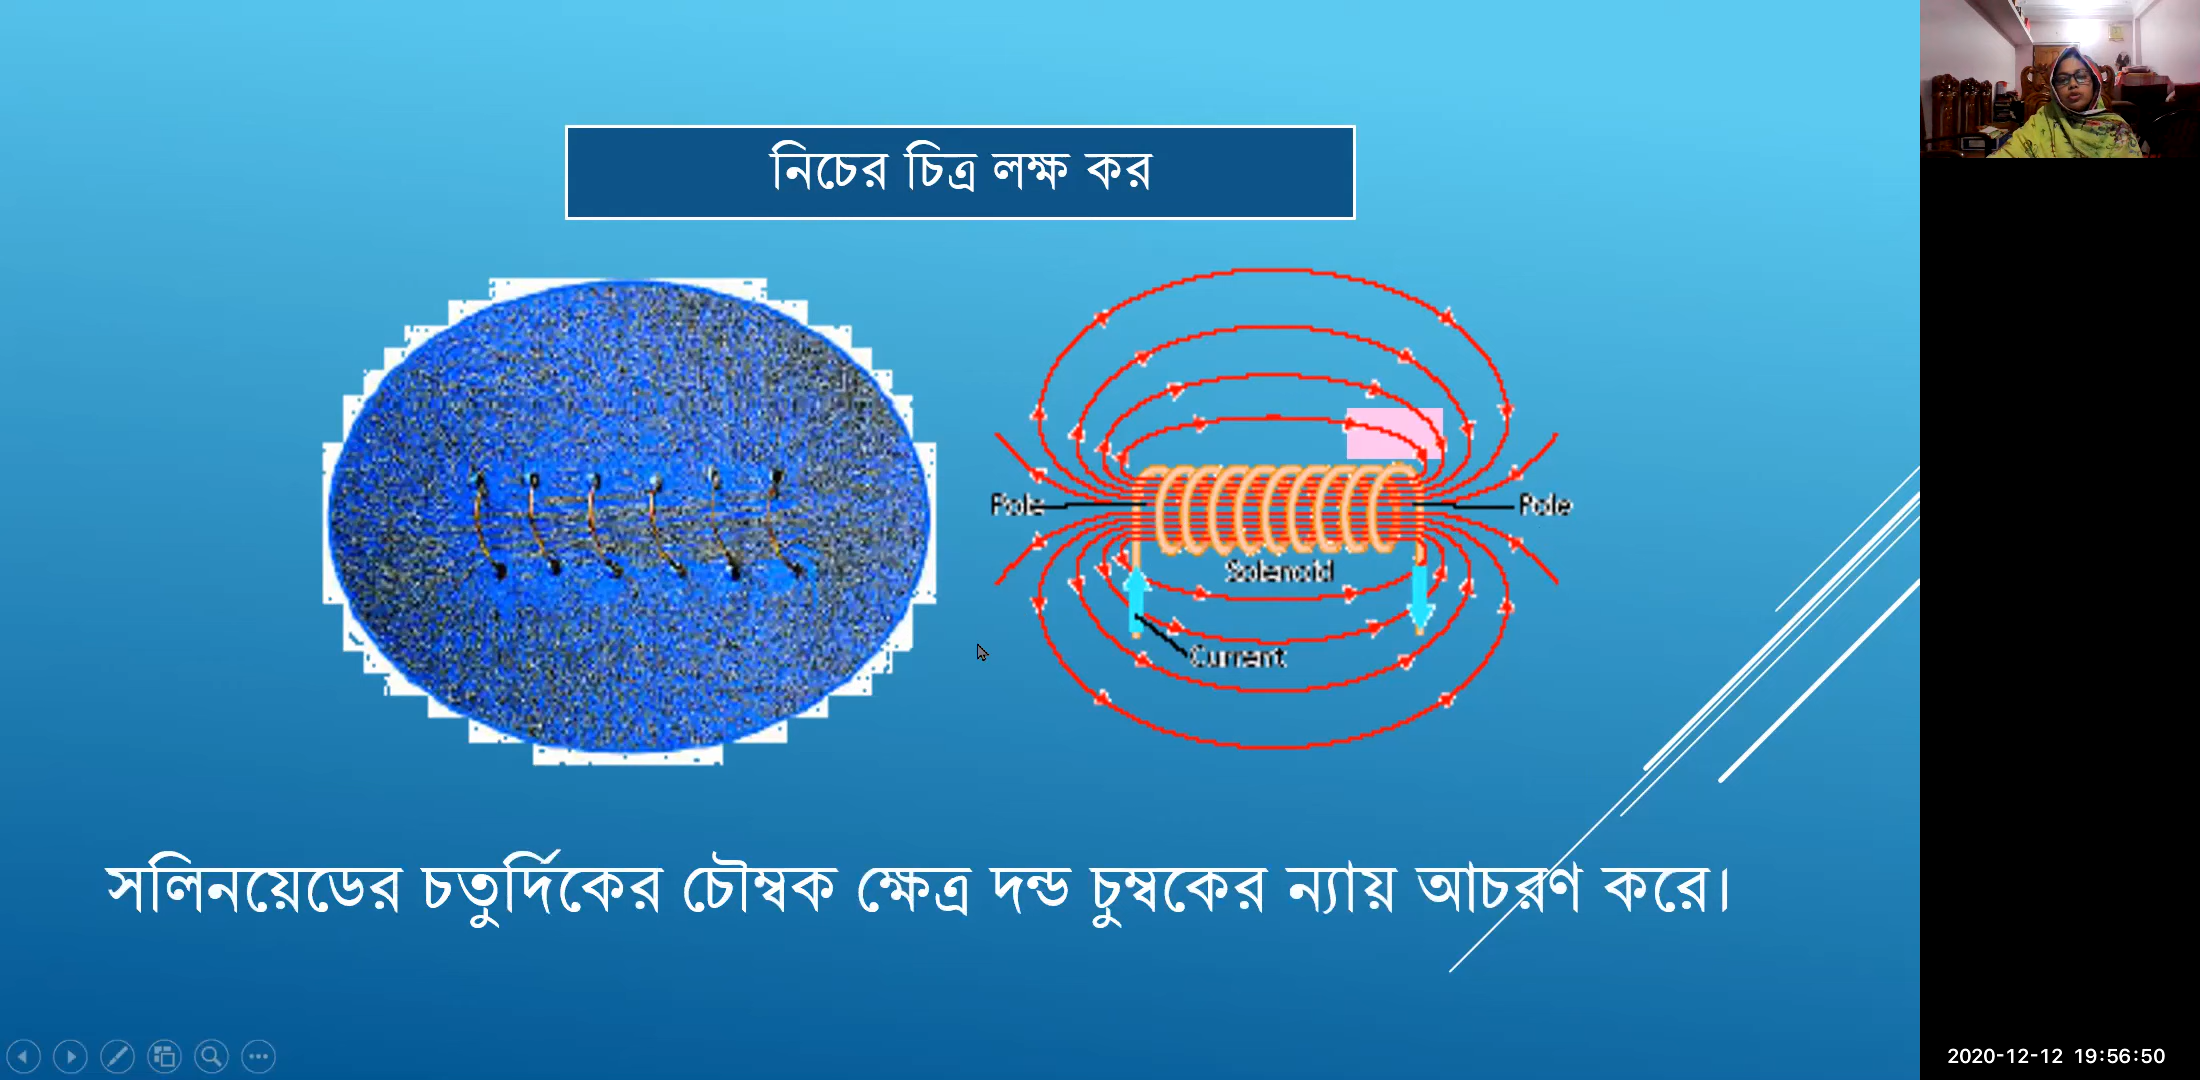 নিচের চিত্র লক্ষ কর
Pole
Pole
Solenoid
Current
সলিনয়েডের চতুর্দিকের চৌম্বক ক্ষেত্র দন্ড চুম্বকের ন্যায় আচরণ করে।
2020-12-12 19:56:50